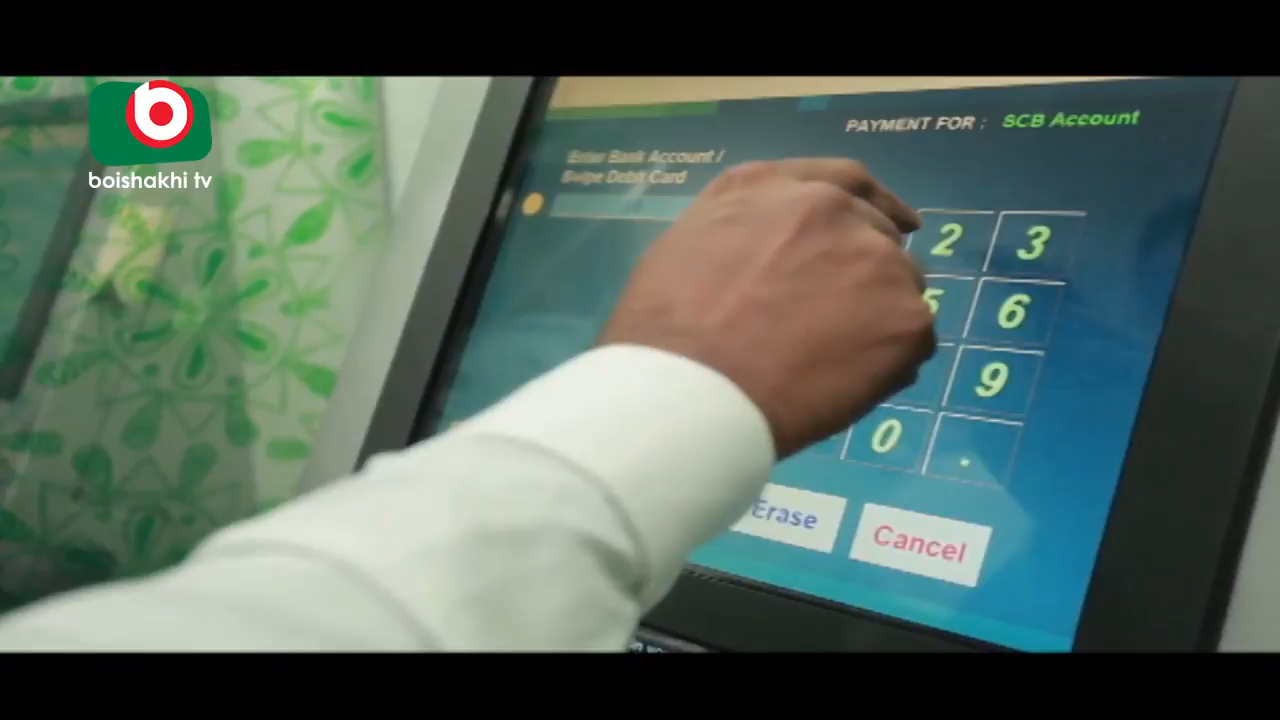 boishakhi tv
PAYMENT FOR : SCB Account
Enter Bank Account /
Swipe Debit Card
2 3
5 6
9
0 .
Erase Cancel